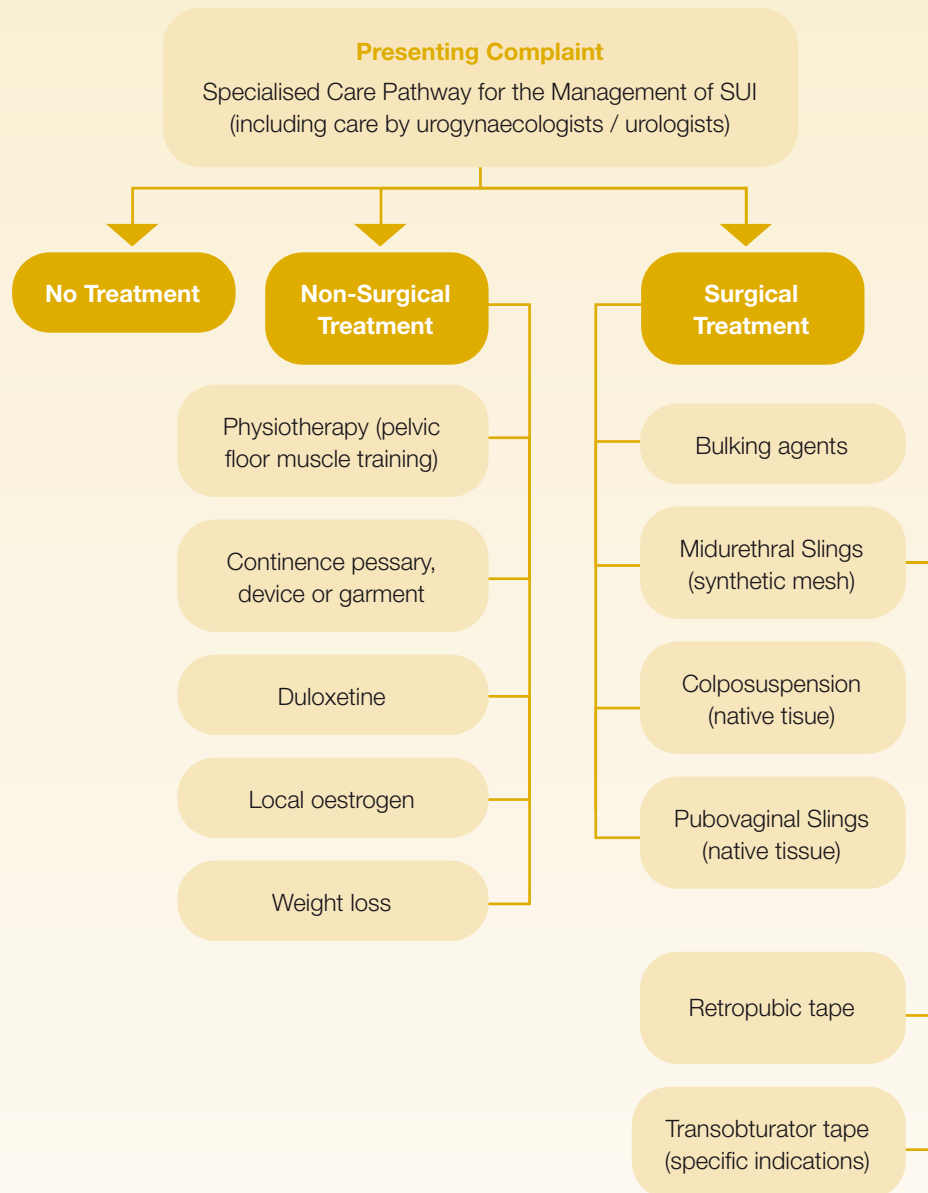 Presenting Complaint
Specialised Care Pathway for the Management of SUI
(including care by urogynaecologists / urologists)
No Treatment
Non-Surgical
Treatment
Physiotherapy (pelvic
floor muscle training)
Continence pessary,
device or garment
Duloxetine
Local oestrogen
Weight loss
Surgical
Treatment
Bulking agents
Midurethral Slings
(synthetic mesh)
Colposuspension
(native tisue)
Pubovaginal Slings
(native tissue)
Retropubic tape
Transobturator tape
(specific indications)